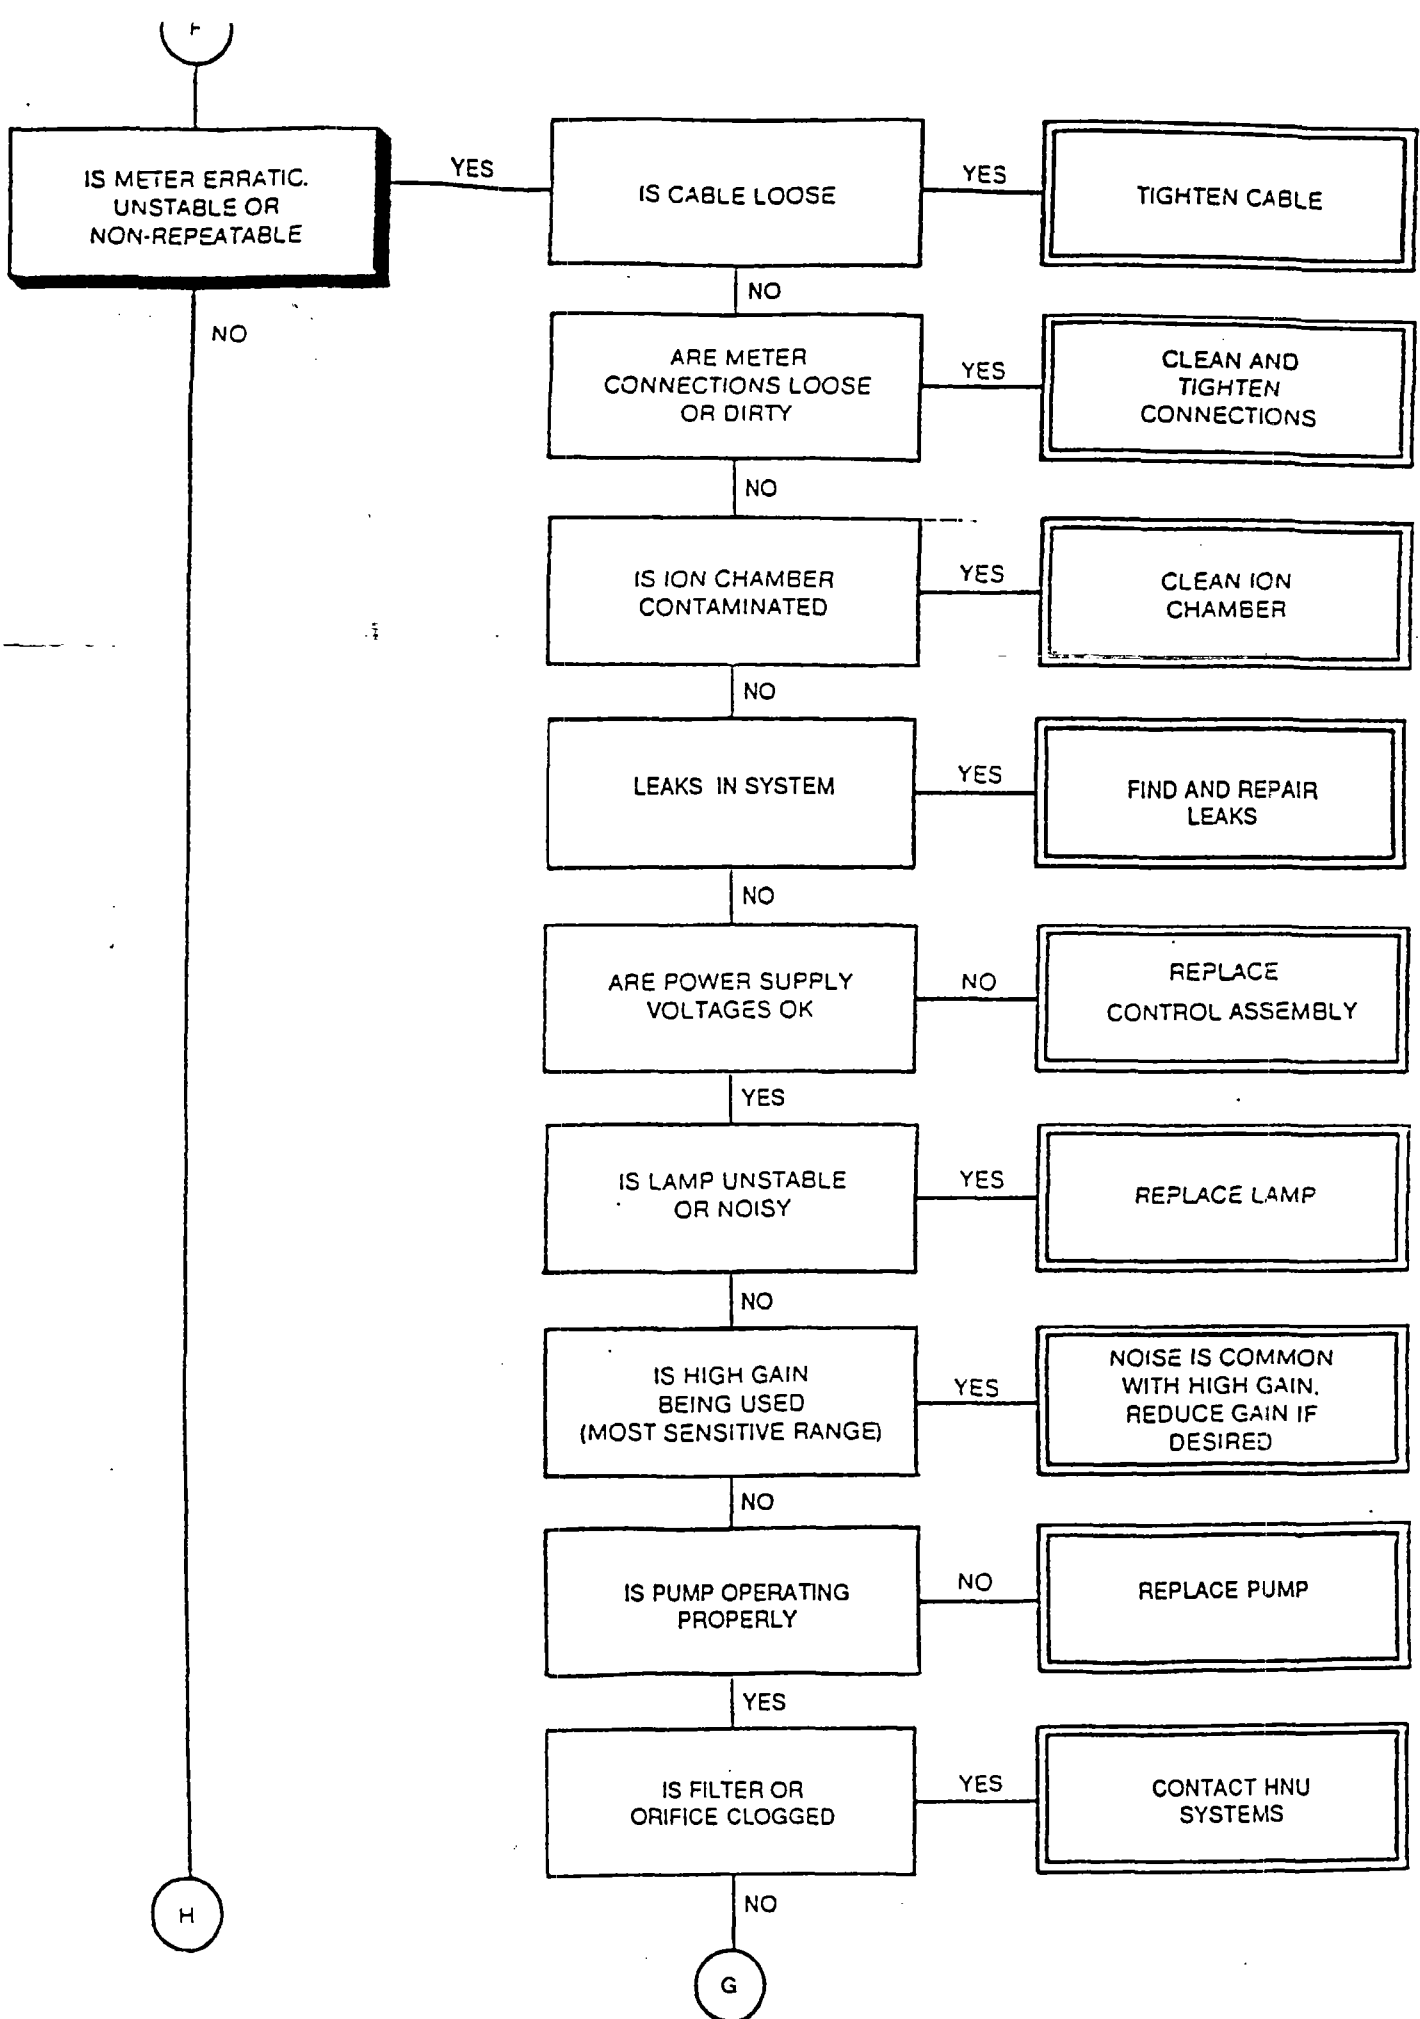 F
IS METER ERRATIC.
UNSTABLE OR
NON-REPEATABLE
YES
IS CABLE LOOSE
YES
TIGHTEN CABLE
NO
NO
ARE METER
CONNECTIONS LOOSE
OR DIRTY
YES
CLEAN AND
TIGHTEN
CONNECTIONS
NO
IS ION CHAMBER
CONTAMINATED
YES
CLEAN ION
CHAMBER
NO
LEAKS IN SYSTEM
YES
FIND AND REPAIR
LEAKS
NO
ARE POWER SUPPLY
VOLTAGES OK
NO
REPLACE
CONTROL ASSEMBLY
YES
IS LAMP UNSTABLE
OR NOISY
YES
REPLACE LAMP
NO
IS HIGH GAIN
BEING USED
(MOST SENSITIVE RANGE)
YES
NOISE IS COMMON
WITH HIGH GAIN.
REDUCE GAIN IF
DESIRED
NO
IS PUMP OPERATING
PROPERLY
NO
REPLACE PUMP
YES
IS FILTER OR
ORIFICE CLOGGED
YES
CONTACT HNU
SYSTEMS
NO
H
G